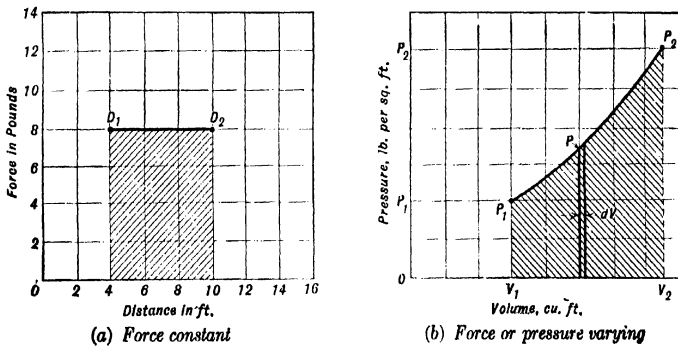 14
12
10
8
6
4
2
0
Force in Pounds
D1 D2
0 2 4 6 8 10 12 14 16
Distance in ft.
(a) Force constant
P2
P1
0
Pressure, lb. per sq. ft.
P2
P
P1
dV
V1 V2
Volume, cu. ft.
(b) Force or pressure varying